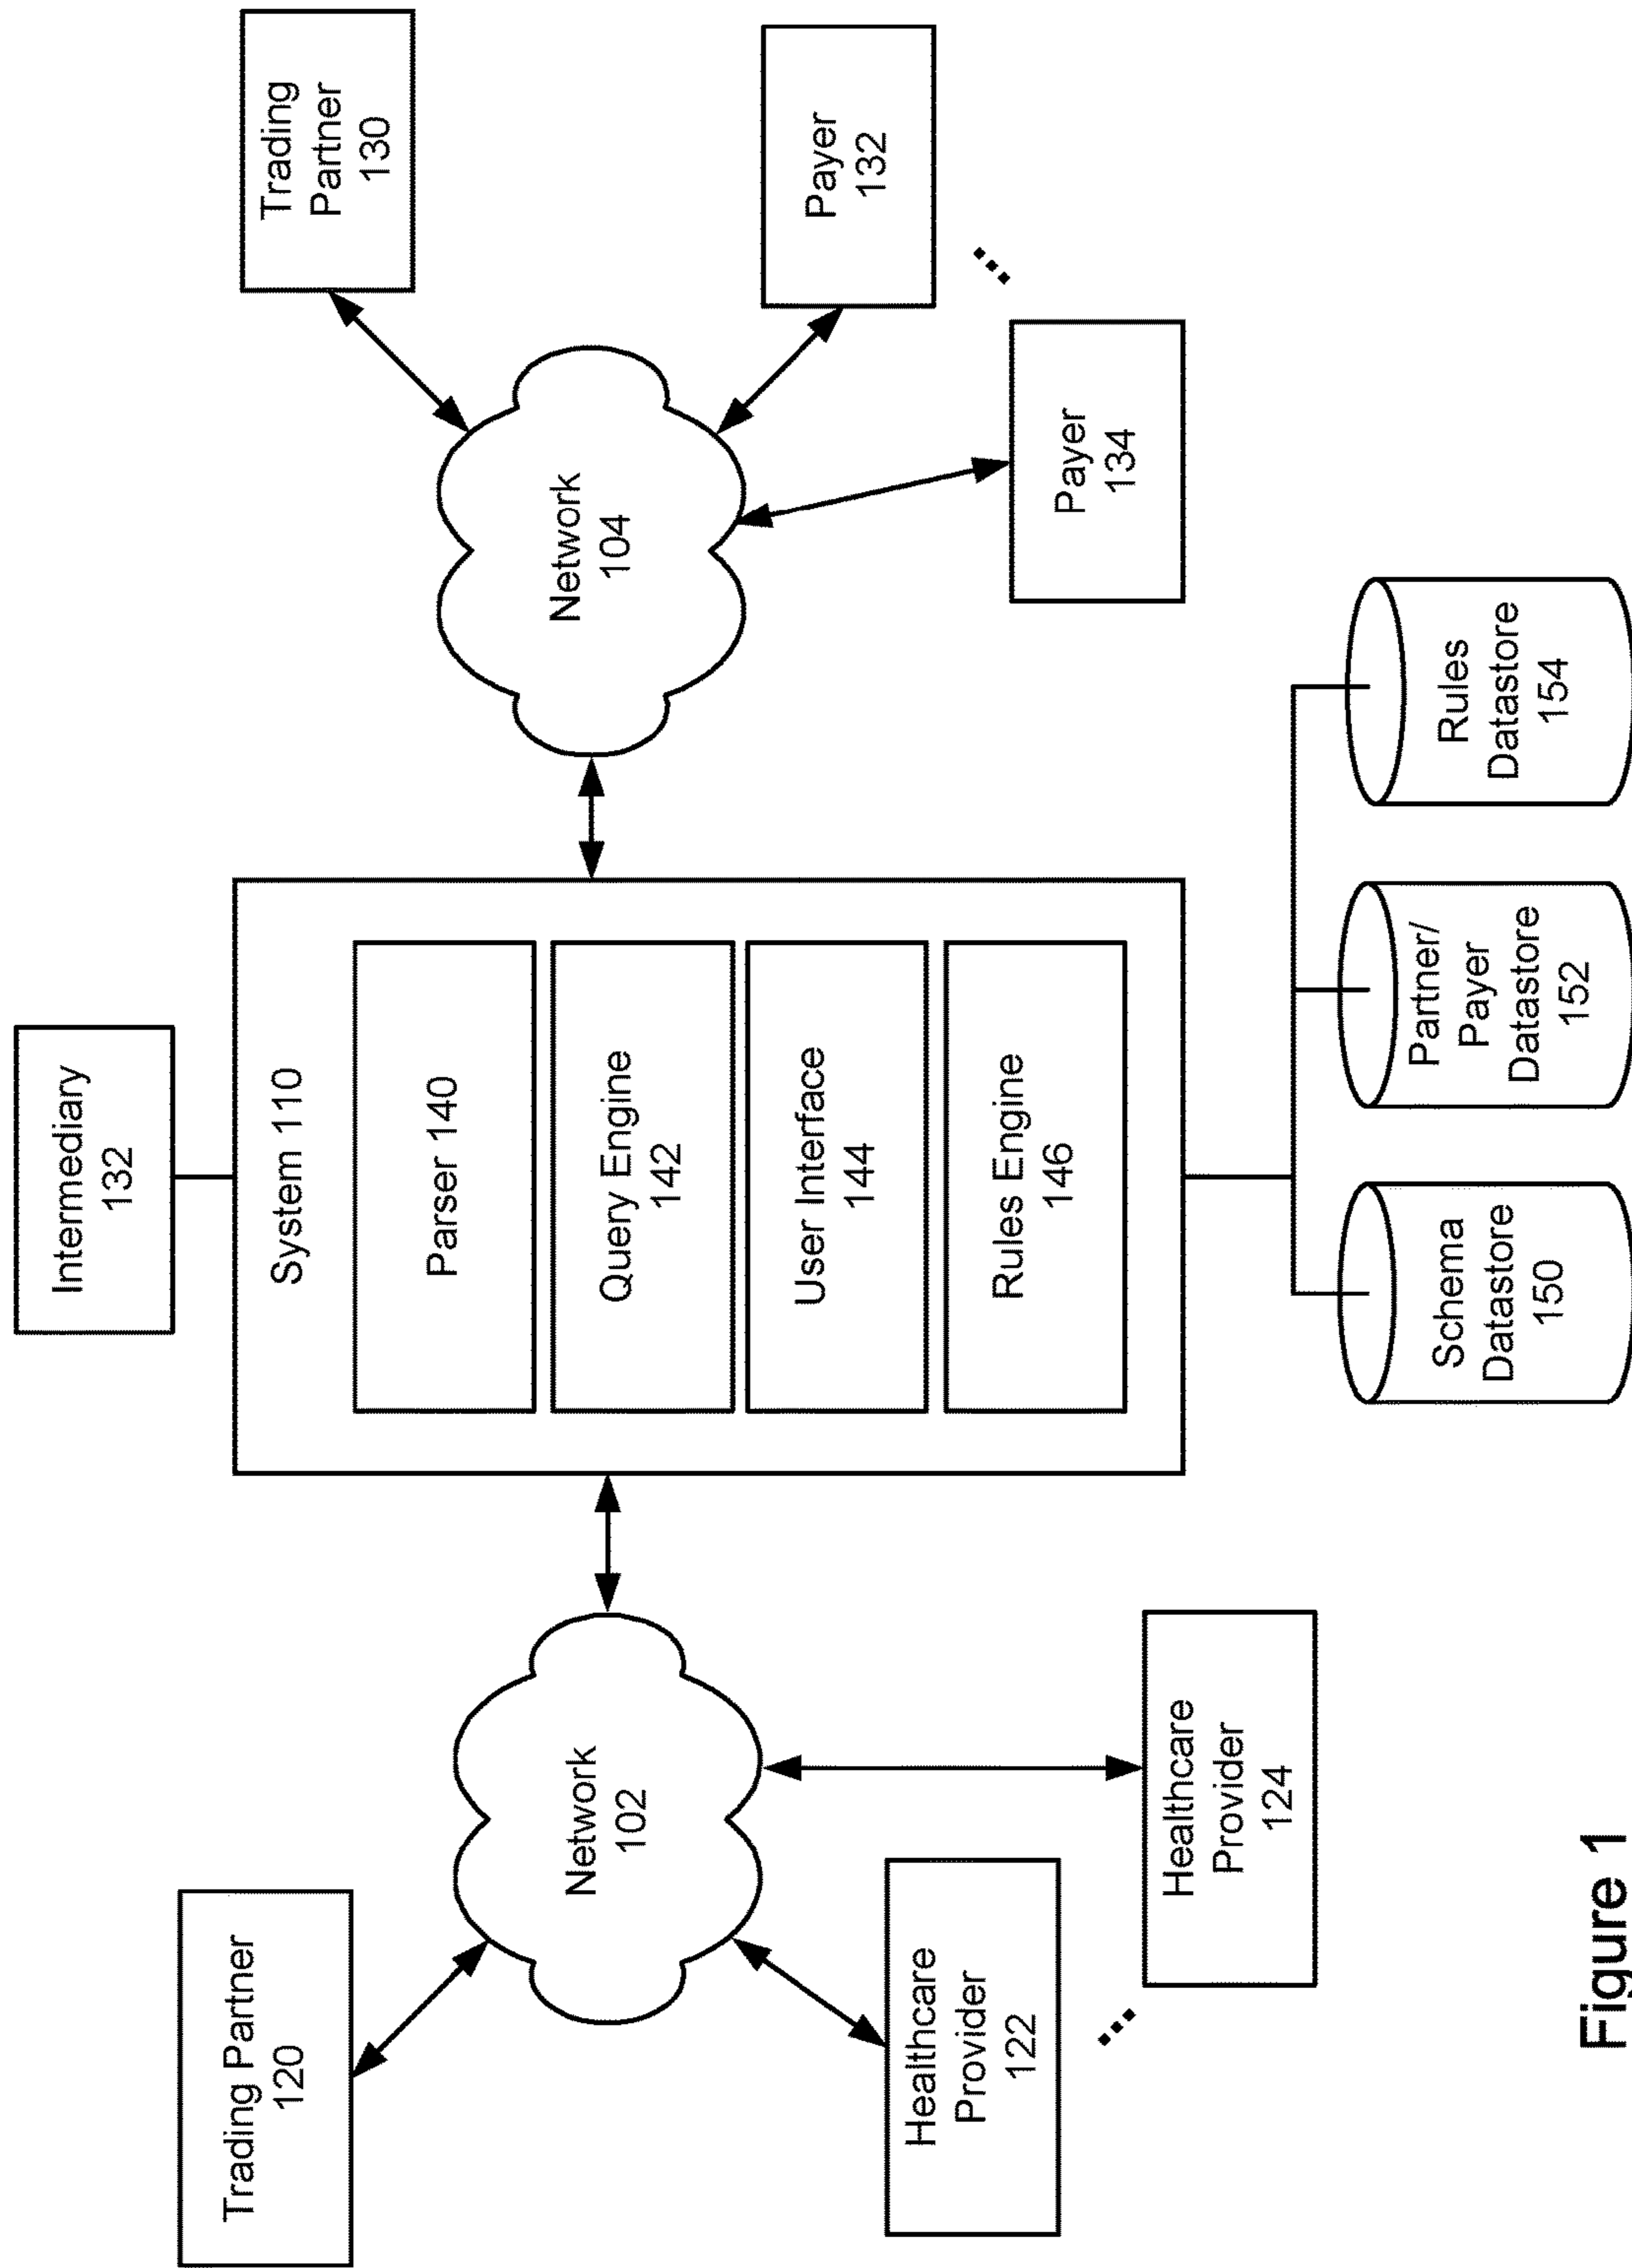 Intermediary
132
Trading Partner
120
Network
102
Healthcare
Provider
122
...
Healthcare
Provider
124
System 110
Parser 140
Query Engine
142
User Interface
144
Rules Engine
146
Network
104
Trading
Partner
130
Payer
132
...
Payer
134
Schema
Datastore
150
Partner/
Payer
Datastore
152
Rules
Datastore
154
Figure 1